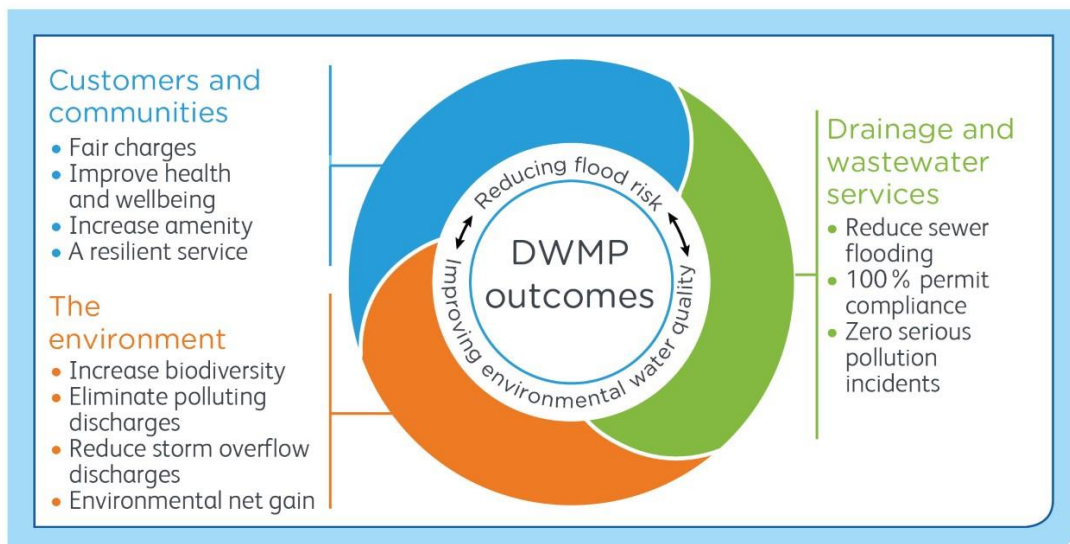 Customers and
communities
• Fair charges
• Improve health
and wellbeing
• Increase amenity
• A resilient service
The
environment
• Increase biodiversity
• Eliminate polluting
discharges
• Reduce storm overflow
discharges
• Environmental net gain
Reducing flood risk
DWMP
outcomes
Improving environmental water quality
Drainage and
wastewater
services
• Reduce sewer
flooding
• 100% permit
compliance
• Zero serious
pollution
incidents